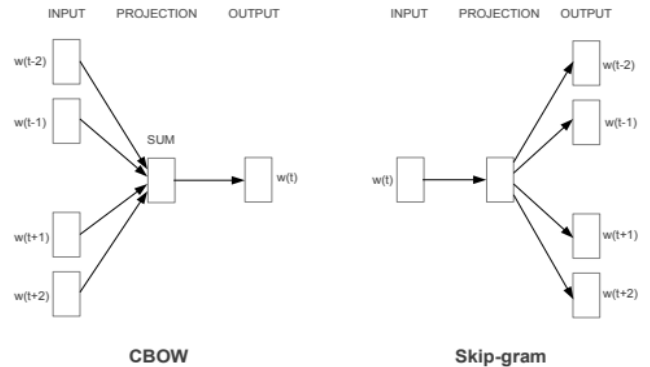 INPUT PROJECTION OUTPUT
w(t-2)
w(t-1)
SUM
w(t)
w(t+1)
w(t+2)
CBOW
INPUT PROJECTION OUTPUT
w(t-2)
w(t-1)
w(t)
w(t+1)
w(t+2)
Skip-gram